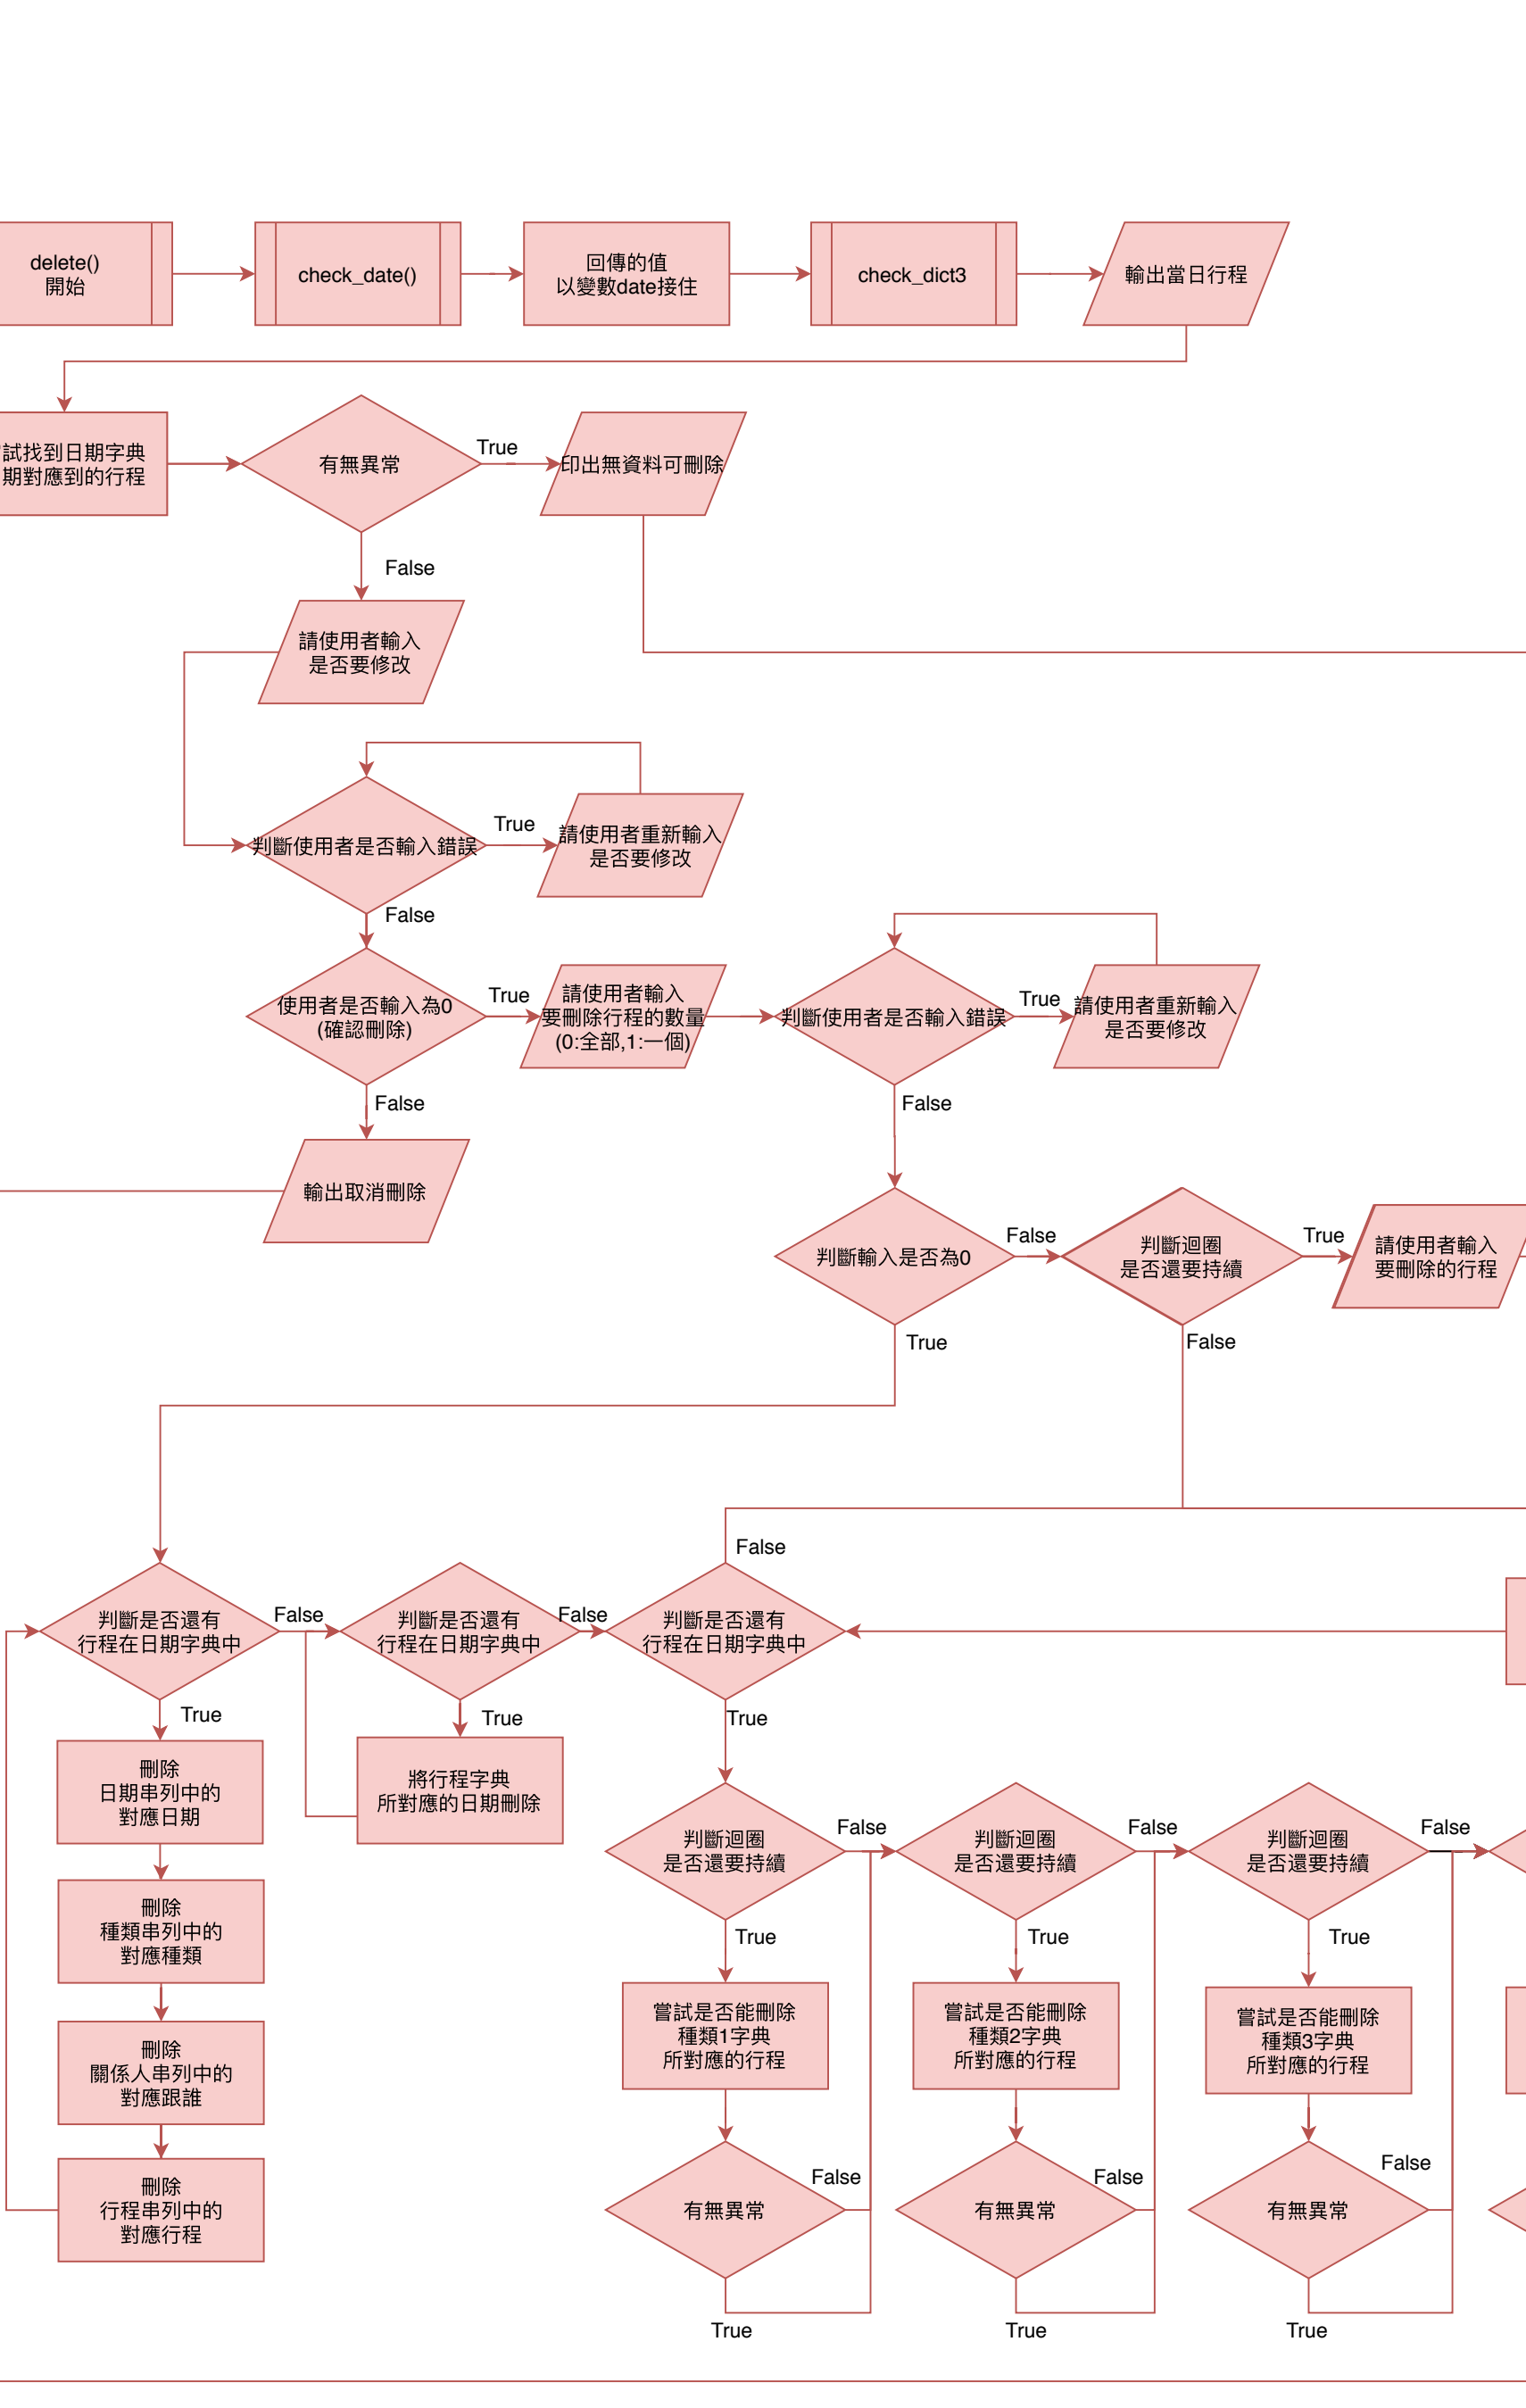 delete()
開始
check_date()
回傳的值
以變數date接住
check_dict3
輸出當日行程
試找到日期字典
期對應到的行程
有無異常
True
印出無資料可刪除
False
請使用者輸入
是否要修改
判斷使用者是否輸入錯誤
True
請使用者重新輸入
是否要修改
False
使用者是否輸入為0
(確認刪除)
True
請使用者輸入
要刪除行程的數量
(0:全部,1:一個)
判斷使用者是否輸入錯誤
True
請使用者重新輸入
是否要修改
False
False
輸出取消刪除
判斷輸入是否為0
False
判斷迴圈
是否還要持續
True
請使用者輸入
要刪除的行程
True
False
False
判斷是否還有
行程在日期字典中
False
判斷是否還有
行程在日期字典中
False
判斷是否還有
行程在日期字典中
True
True
True
刪除
日期串列中的
對應日期
將行程字典
所對應的日期刪除
判斷迴圈
是否還要持續
False
判斷迴圈
是否還要持續
False
判斷迴圈
是否還要持續
False
刪除
種類串列中的
對應種類
True
True
True
嘗試是否能刪除
種類1字典
所對應的行程
嘗試是否能刪除
種類2字典
所對應的行程
嘗試是否能刪除
種類3字典
所對應的行程
刪除
關係人串列中的
對應跟誰
刪除
行程串列中的
對應行程
有無異常
False
有無異常
False
有無異常
False
True
True
True